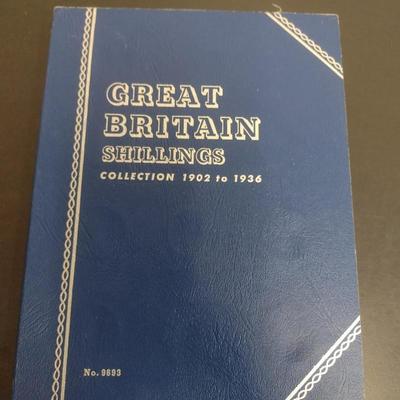 GREAT
BRITAIN
SHILLINGS
COLLECTION 1902 to 1936
No. 9693